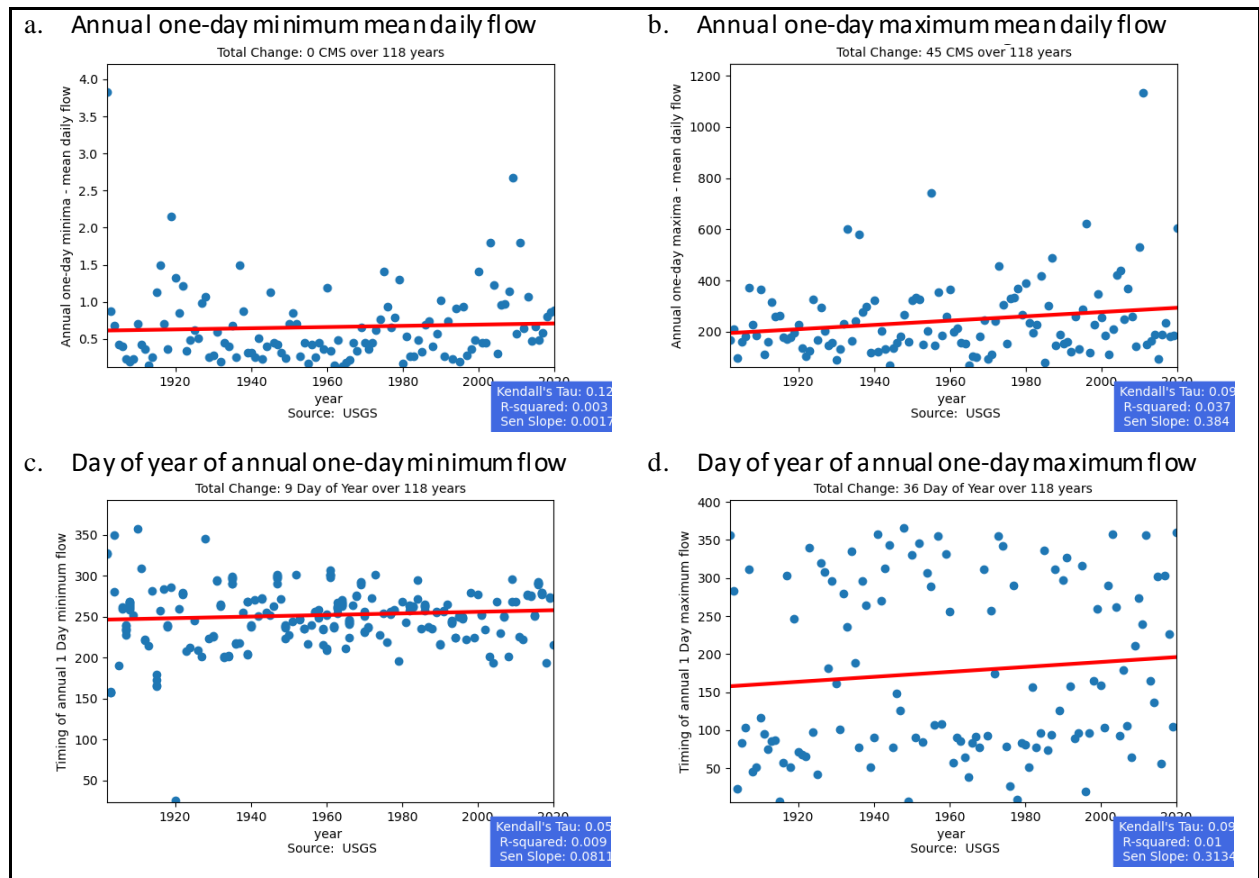 a. Annual one-day minimum mean daily flow
Total Change: 0 CMS over 118 years
Annual one-day minima - mean daily flow
4.0
3.5
3.0
2.5
2.0
1.5
1.0
0.5
1920 1940 1960 1980 2000 2020
year
Source: USGS
Kendall's Tau: 0.12
R-squared: 0.003
Sen Slope: 0.0017
b. Annual one-day maximum mean daily flow
Total Change: 45 CMS over 118 years
Annual one-day maxima - mean daily flow
1200
1000
800
600
400
200
1920 1940 1960 1980 2000 2020
year
Source: USGS
Kendall's Tau: 0.09
R-squared: 0.037
Sen Slope: 0.384
c. Day of year of annual one-day minimum flow
Total Change: 9 Day of Year over 118 years
Timing of annual 1 Day minimum flow
350
300
250
200
150
100
50
1920 1940 1960 1980 2000 2020
year
Source: USGS
Kendall's Tau: 0.05
R-squared: 0.009
Sen Slope: 0.0811
d. Day of year of annual one-day maximum flow
Total Change: 36 Day of Year over 118 years
Timing of annual 1 Day maximum flow
400
350
300
250
200
150
100
50
1920 1940 1960 1980 2000 2020
year
Source: USGS
Kendall's Tau: 0.09
R-squared: 0.01
Sen Slope: 0.3134